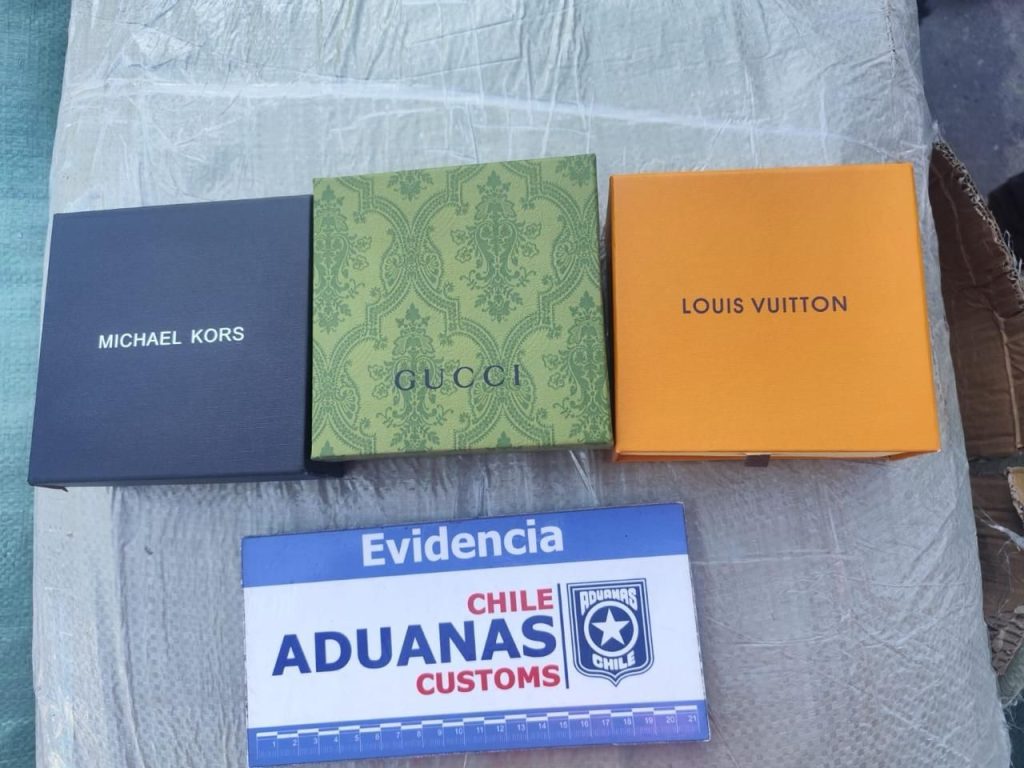 MICHAEL KORS
GUCCI
LOUIS VUITTON
Evidencia
CHILE
ADUANAS
CUSTOMS
ADUANAS
CHILE
1 2 3 4 5 6 7 8 9 10 11 12 13 14 15 16 17 18 19 20 21